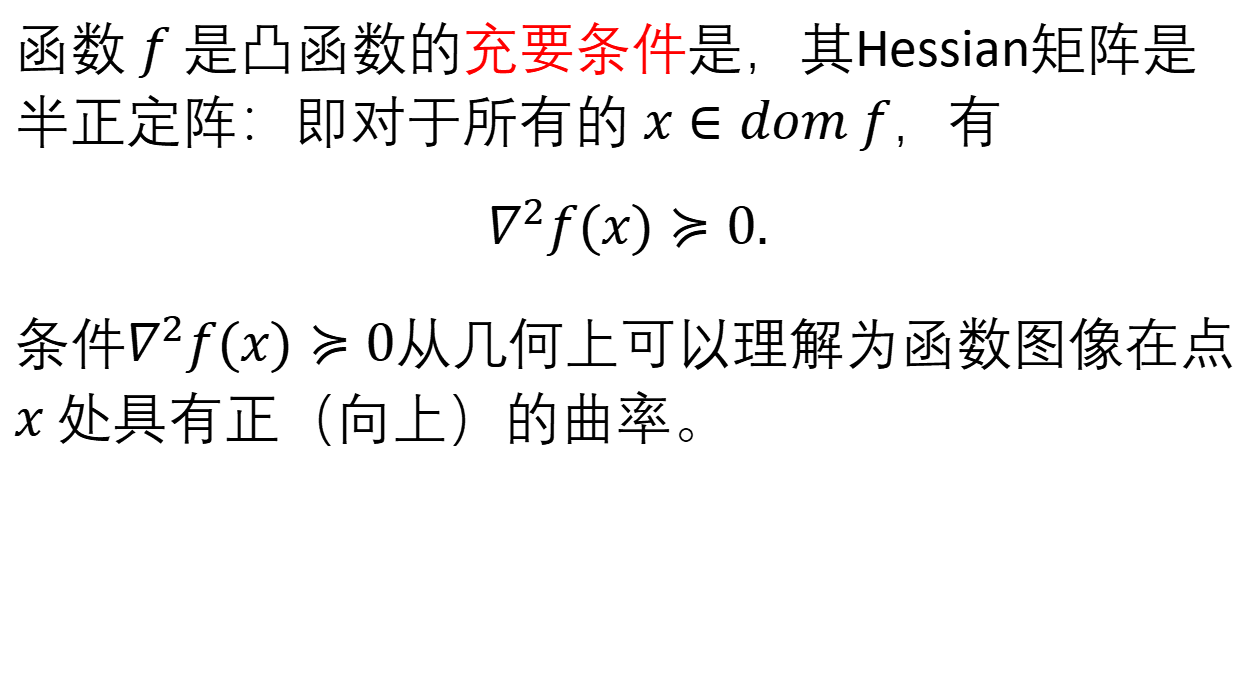 函数 𝑓 是凸函数的充要条件是，其Hessian矩阵是
半正定阵：即对于所有的 𝑥 ∈ 𝑑𝑜𝑚 𝑓，有
∇²𝑓(𝑥) ≽ 0.
条件∇²𝑓(𝑥) ≽ 0从几何上可以理解为函数图像在点
𝑥 处具有正（向上）的曲率。